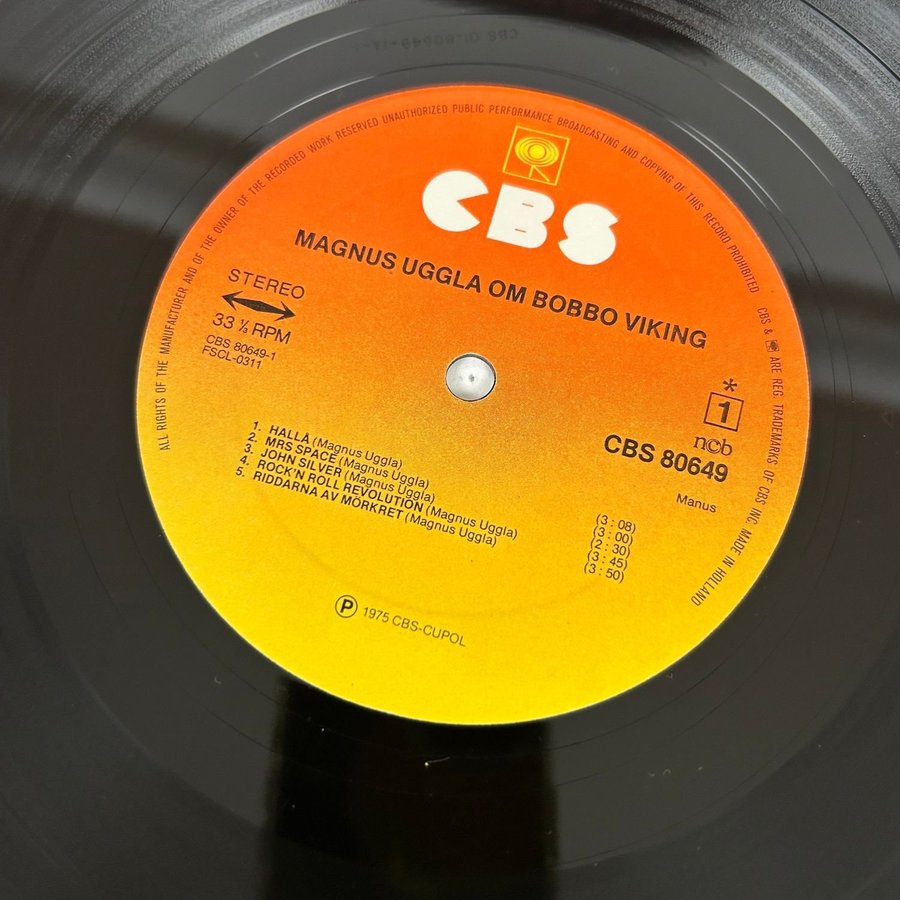 CBS 80649-1A-1
ALL RIGHTS OF THE MANUFACTURER AND OF THE OWNER OF THE RECORDED WORK RESERVED UNAUTHORIZED PUBLIC PERFORMANCE BROADCASTING AND COPYING OF THIS RECORD PROHIBITED CBS & ARE REG. TRADEMARKS OF CBS INC. MADE IN HOLLAND
CBS
MAGNUS UGGLA OM BOBBO VIKING
STEREO
33 ⅓ RPM
CBS 80649-1
FSCL-0311
*
1
ncb
CBS 80649
Manus
1. HALLÅ (Magnus Uggla) (3 : 08)
2. MRS SPACE (Magnus Uggla) (3 : 00)
3. JOHN SILVER (Magnus Uggla) (2 : 30)
4. ROCK'N ROLL REVOLUTION (Magnus Uggla) (3 : 45)
5. RIDDARNA AV MÖRKRET (Magnus Uggla) (3 : 50)
Ⓟ 1975 CBS-CUPOL